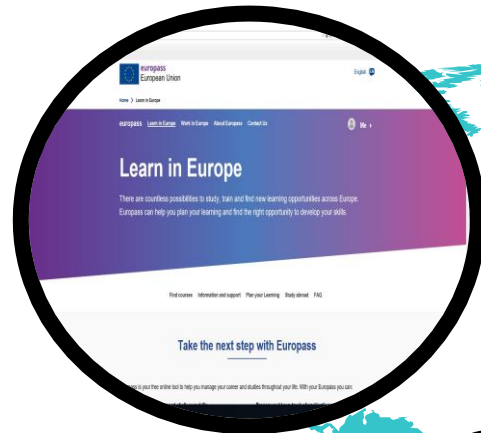 europass
European Union
English EN
Home > Learn in Europe
europass Learn in Europe Work in Europe About Europass Contact Us Me
Learn in Europe
There are countless possibilities to study, train and find new learning opportunities across Europe.
Europass can help you plan your learning and find the right opportunity to develop your skills.
Find courses Information and support Plan your Learning Study abroad FAQ
Take the next step with Europass
is your free online tool to help you manage your career and studies throughout your life. With your Europass you can: